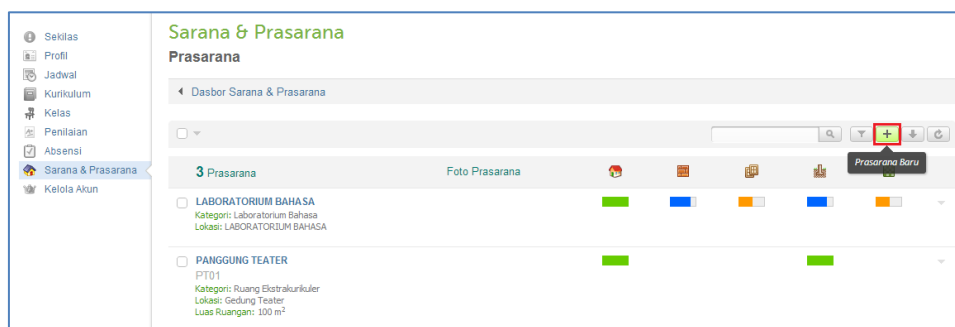 Sekilas
Profil
Jadwal
Kurikulum
Kelas
Penilaian
Absensi
Sarana & Prasarana
Kelola Akun
Sarana & Prasarana
Prasarana
Dasbor Sarana & Prasarana
Prasarana Baru
3 Prasarana
Foto Prasarana
LABORATORIUM BAHASA
Kategori: Laboratorium Bahasa
Lokasi: LABORATORIUM BAHASA
PANGGUNG TEATER
PT01
Kategori: Ruang Ekstrakurikuler
Lokasi: Gedung Teater
Luas Ruangan: 100 m²